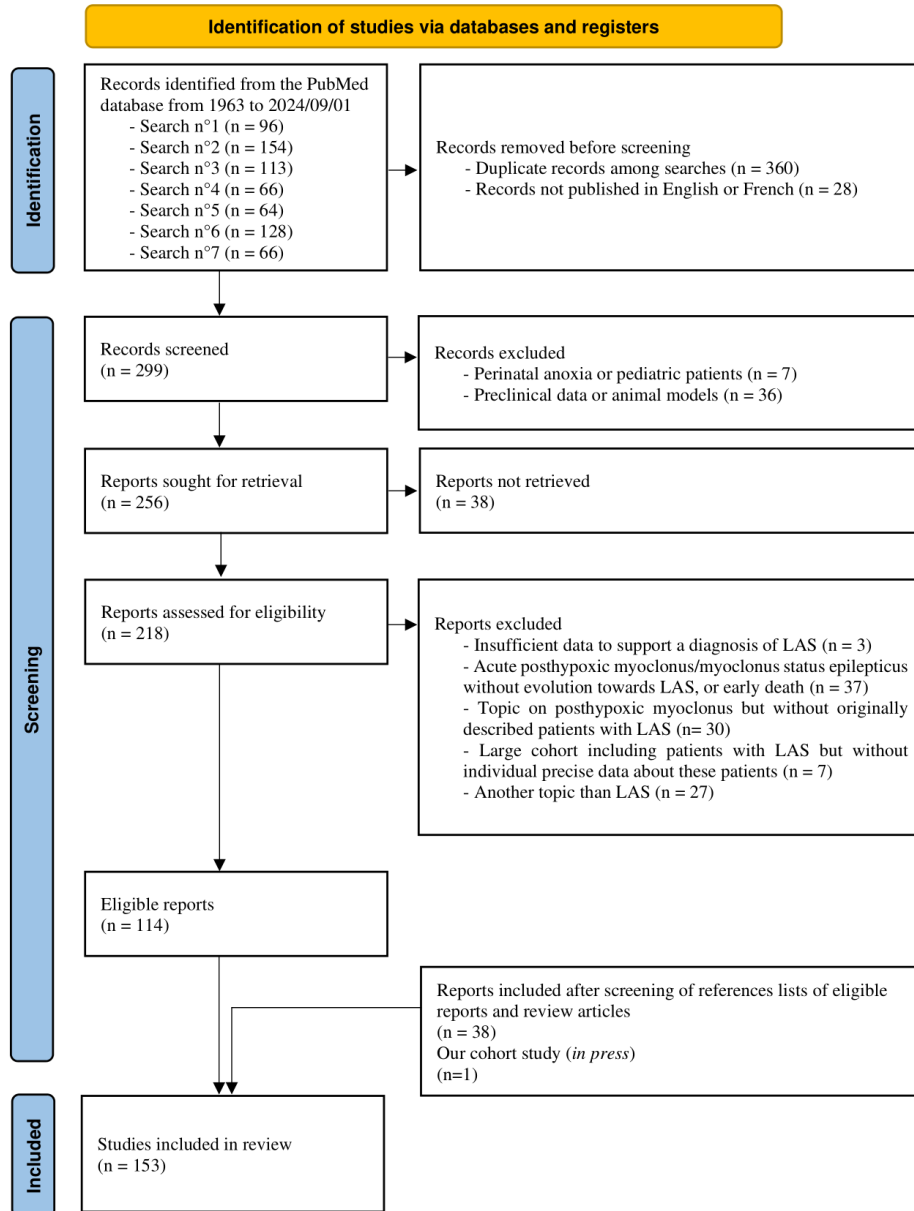 Identification of studies via databases and registers
Identification
Records identified from the PubMed
database from 1963 to 2024/09/01
- Search n°1 (n = 96)
- Search n°2 (n = 154)
- Search n°3 (n = 113)
- Search n°4 (n = 66)
- Search n°5 (n = 64)
- Search n°6 (n = 128)
- Search n°7 (n = 66)
Records removed before screening
- Duplicate records among searches (n = 360)
- Records not published in English or French (n = 28)
Screening
Records screened
(n = 299)
Records excluded
- Perinatal anoxia or pediatric patients (n = 7)
- Preclinical data or animal models (n = 36)
Reports sought for retrieval
(n = 256)
Reports not retrieved
(n = 38)
Reports assessed for eligibility
(n = 218)
Reports excluded
- Insufficient data to support a diagnosis of LAS (n = 3)
- Acute posthypoxic myoclonus/myoclonus status epilepticus
without evolution towards LAS, or early death (n = 37)
- Topic on posthypoxic myoclonus but without originally
described patients with LAS (n= 30)
- Large cohort including patients with LAS but without
individual precise data about these patients (n = 7)
- Another topic than LAS (n = 27)
Eligible reports
(n = 114)
Reports included after screening of references lists of eligible
reports and review articles
(n = 38)
Our cohort study (in press)
(n=1)
Included
Studies included in review
(n = 153)